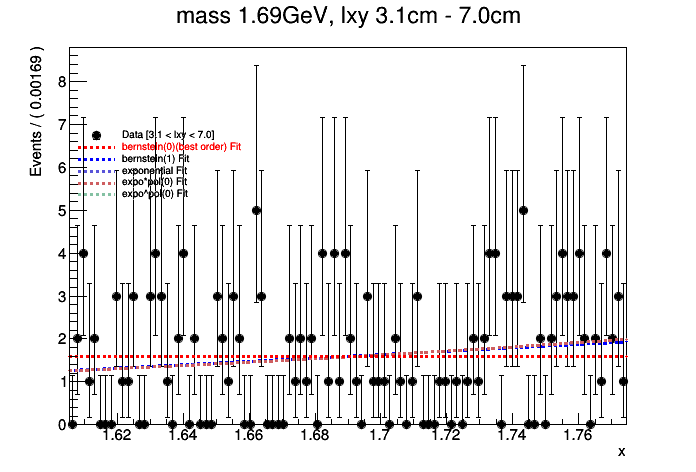 mass 1.69GeV, lxy 3.1cm - 7.0cm
Events / ( 0.00169 )
8
7
6
5
4
3
2
1
0
Data [3.1 < lxy < 7.0]
bernstein(0)(best order) Fit
bernstein(1) Fit
exponential Fit
expo*pol(0) Fit
expo^pol(0) Fit
1.62 1.64 1.66 1.68 1.7 1.72 1.74 1.76
x